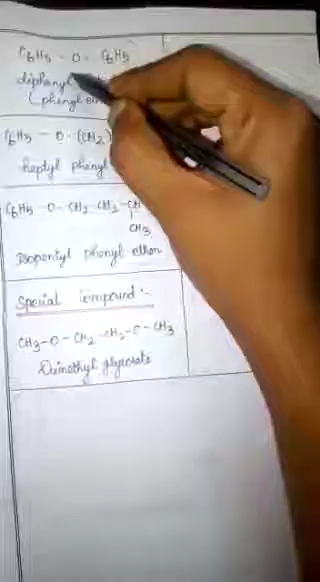 C6H5 - O - C6H5
diphenyl
(phenyl
C6H5 - O - (CH2)
heptyl phenyl
C6H5 - O - CH2 - CH2 - CH
CH3
Isopentyl phenyl ether
Special Compound :-
CH3-O-CH2-CH2-O-CH3
Dimethyl